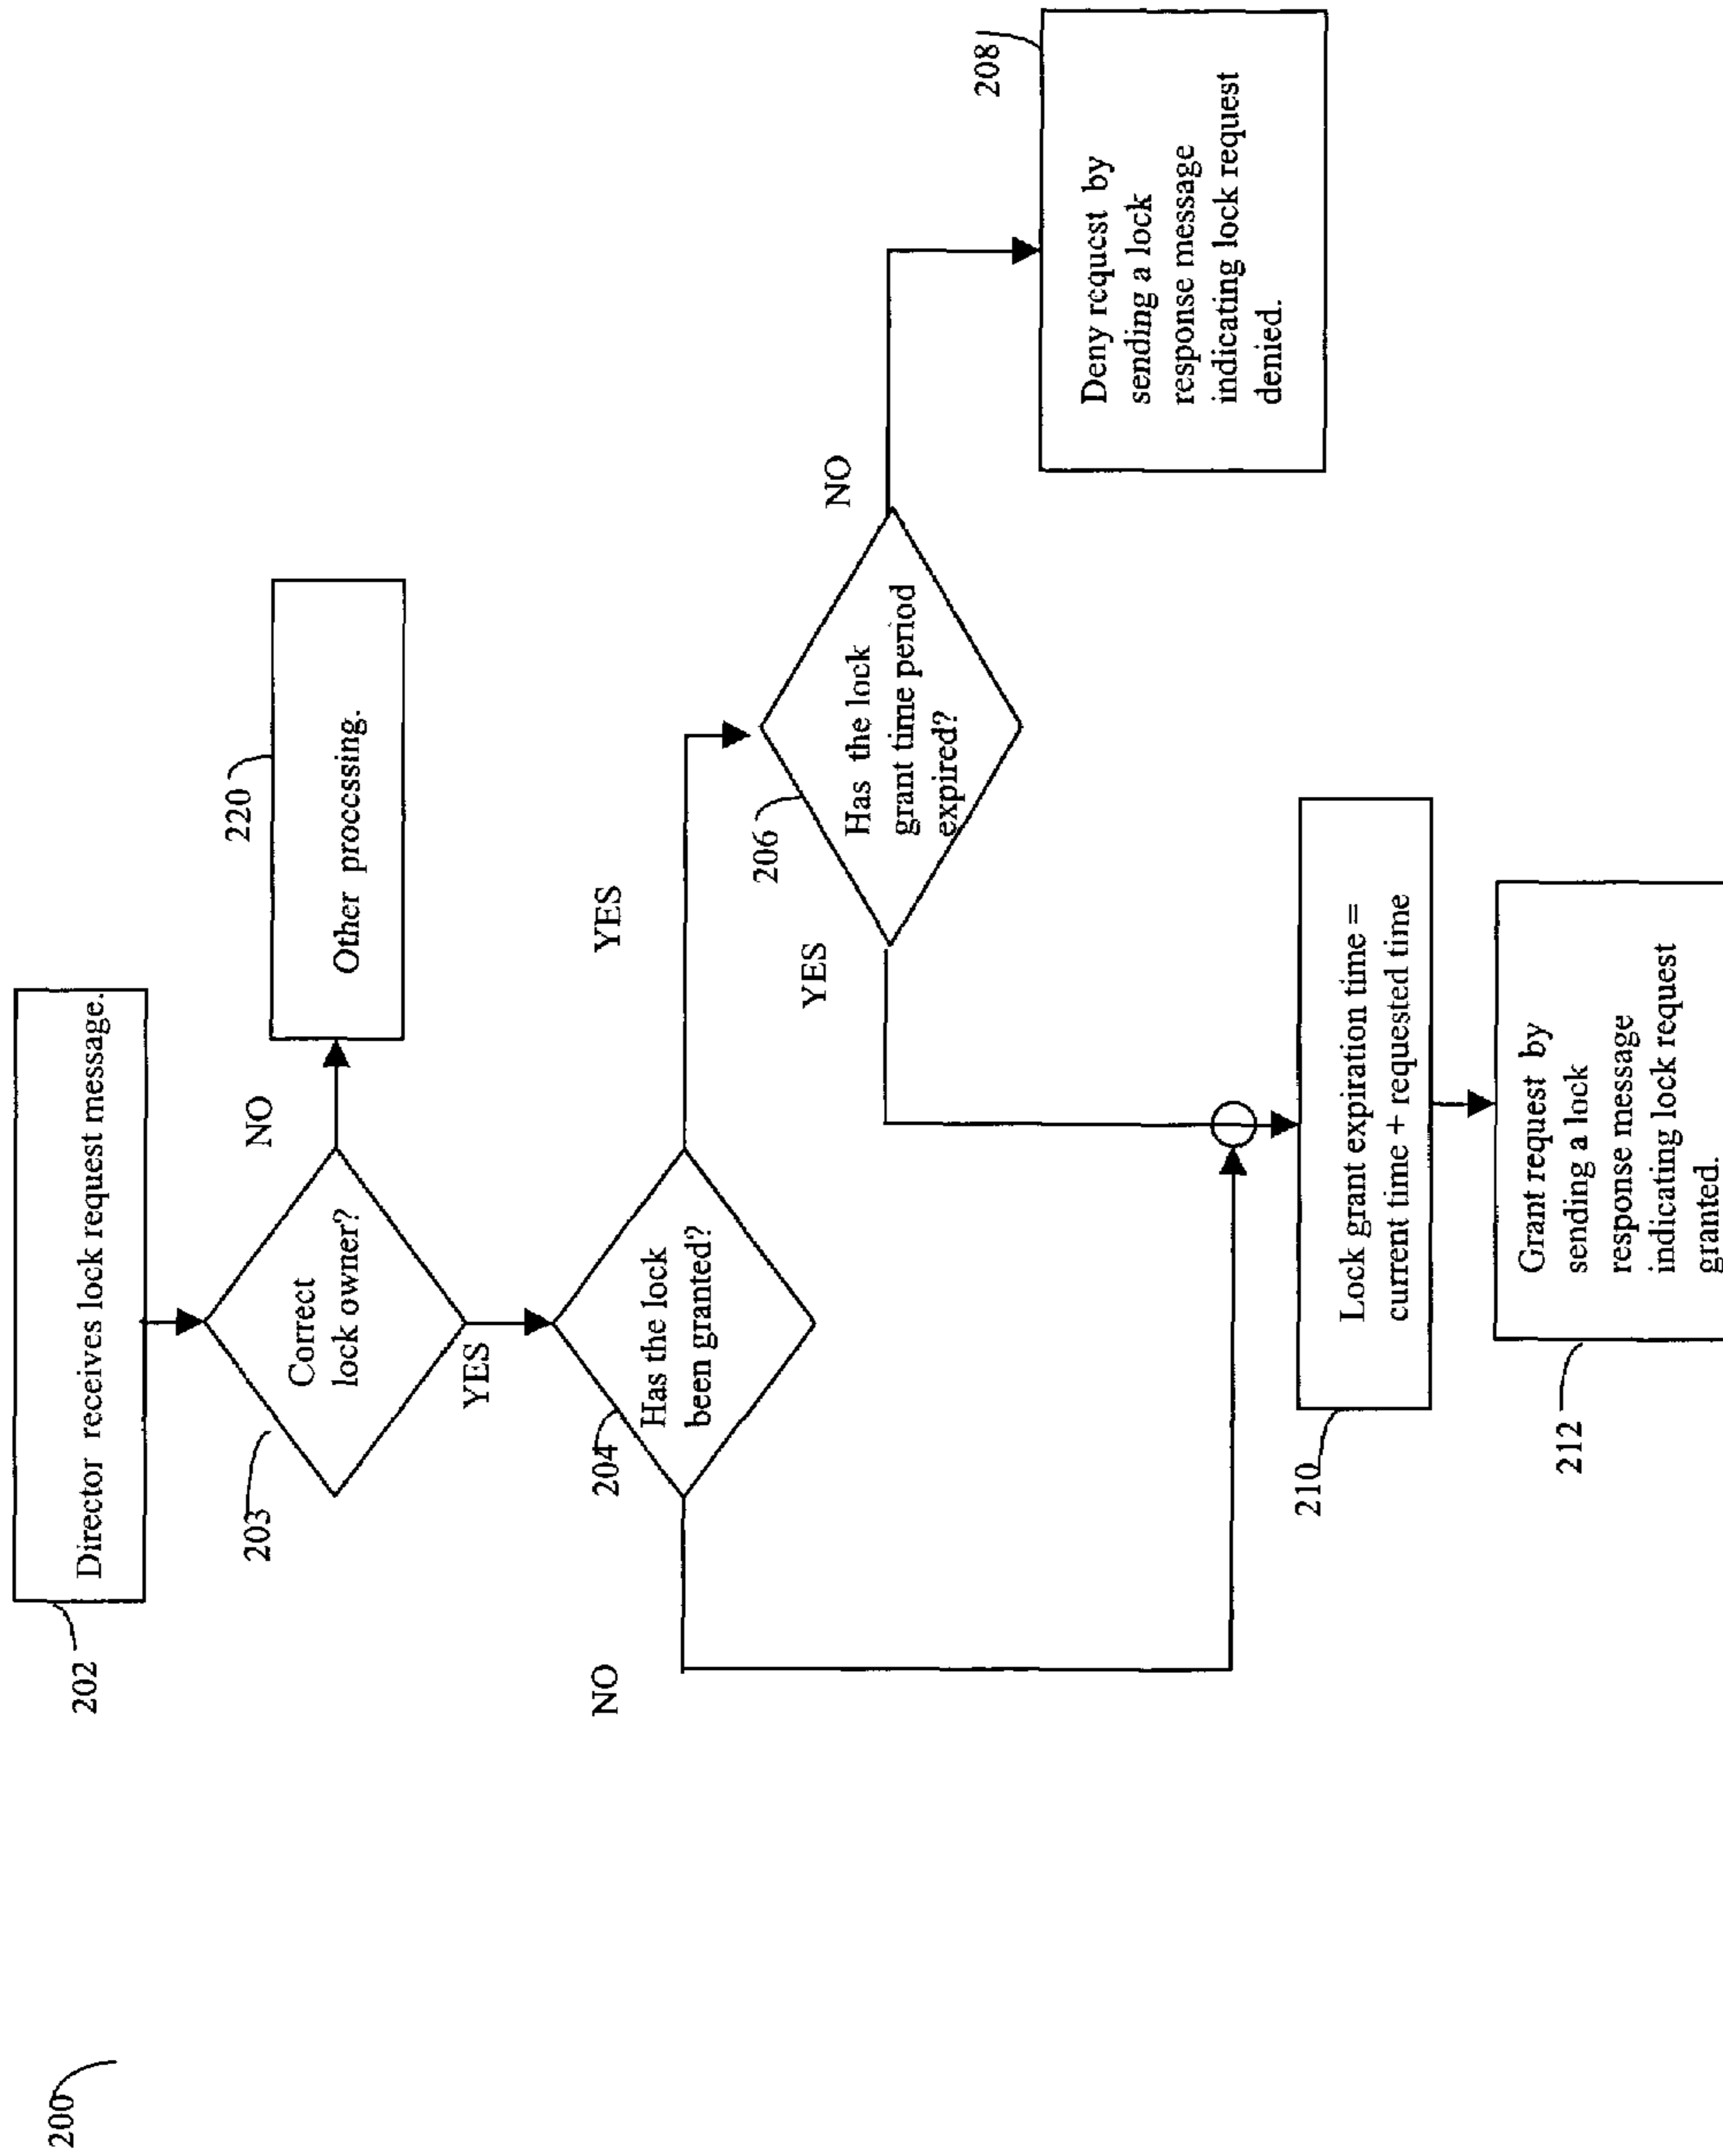 200
202
Director receives lock request message.
203
Correct
lock owner?
NO
220
Other processing.
YES
204
Has the lock
been granted?
NO
YES
206
Has the lock
grant time period
expired?
YES
NO
208
Deny request by
sending a lock
response message
indicating lock request
denied.
210
Lock grant expiration time =
current time + requested time
212
Grant request by
sending a lock
response message
indicating lock request
granted.